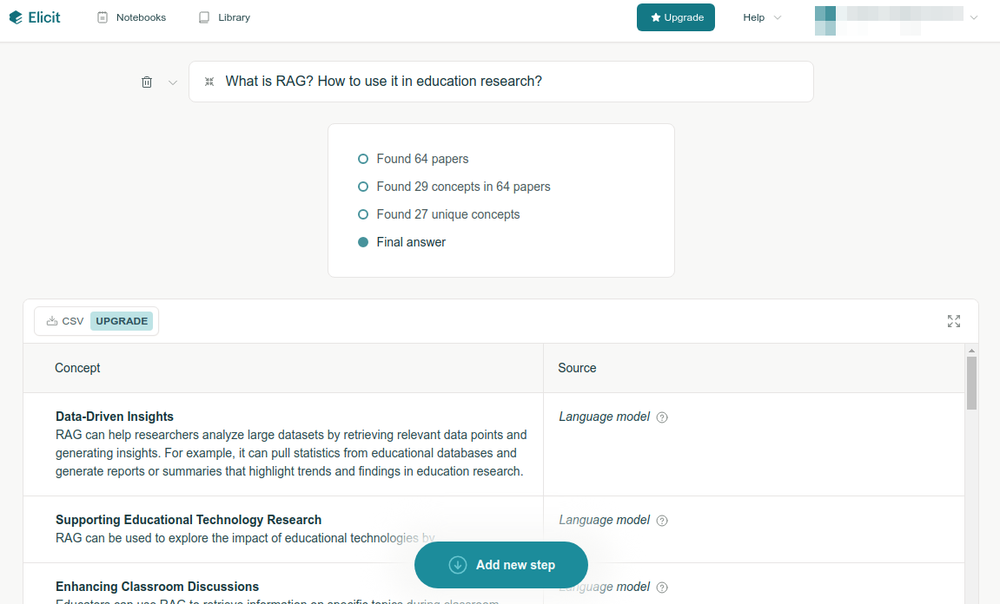 Elicit
Notebooks
Library
Upgrade
Help
What is RAG? How to use it in education research?
Found 64 papers
Found 29 concepts in 64 papers
Found 27 unique concepts
Final answer
CSV UPGRADE
Concept
Source
Data-Driven Insights
RAG can help researchers analyze large datasets by retrieving relevant data points and
generating insights. For example, it can pull statistics from educational databases and
generate reports or summaries that highlight trends and findings in education research.
Language model
Supporting Educational Technology Research
RAG can be used to explore the impact of educational technologies by
Language model
Add new step
Enhancing Classroom Discussions
Educators can use RAG to retrieve information on specific topics during classroom
Language model